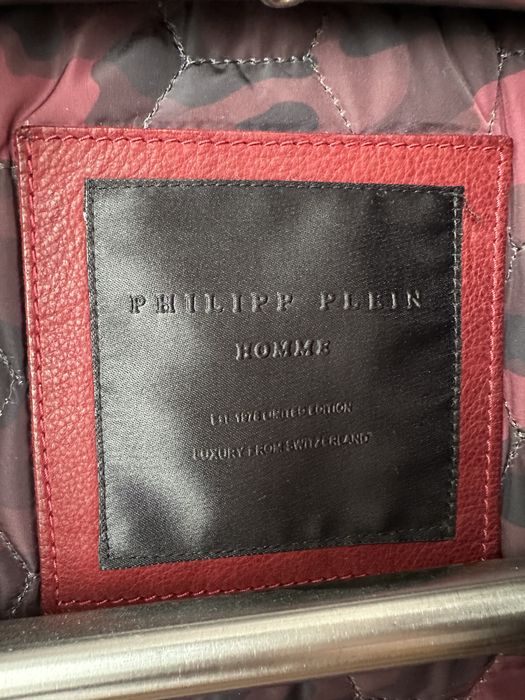 PHILIPP PLEIN
HOMME
EST. 1978 LIMITED EDITION
LUXURY FROM SWITZERLAND